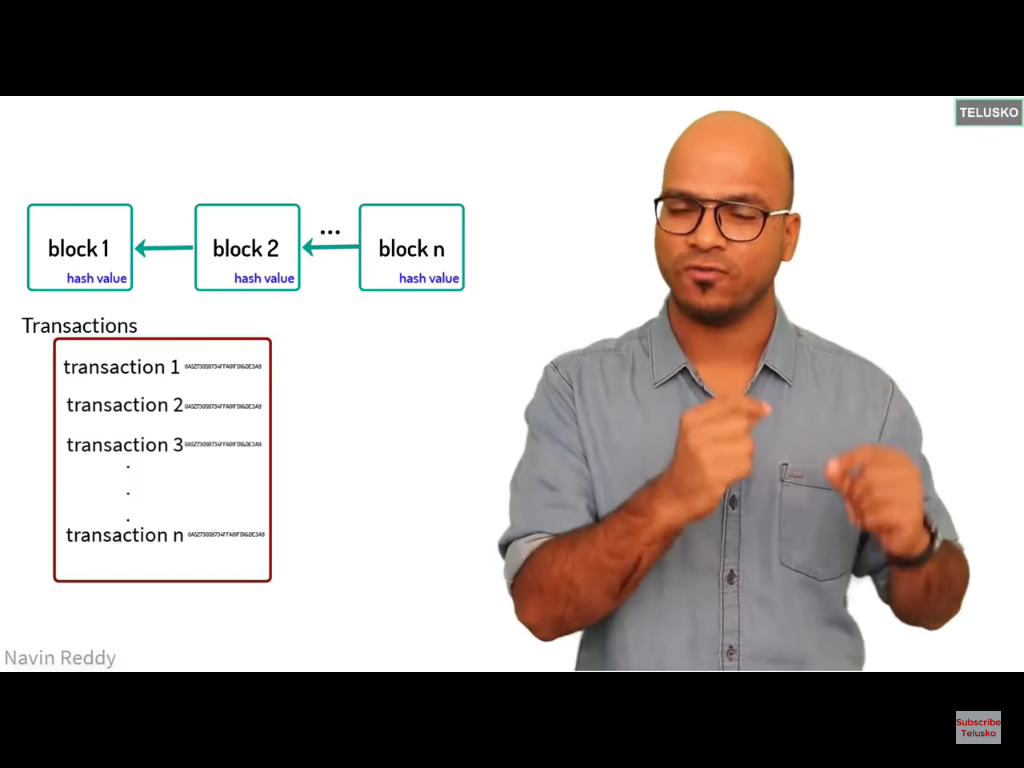 TELUSKO
block 1
hash value
block 2
hash value
...
block n
hash value
Transactions
transaction 1
transaction 2
transaction 3
.
.
.
transaction n
Navin Reddy
Subscribe
Telusko